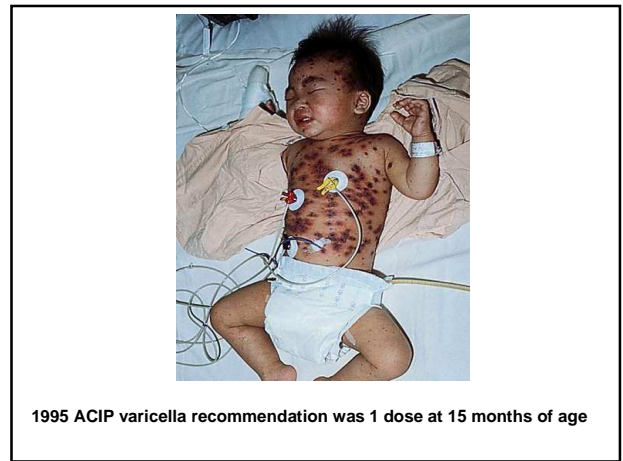 1995 ACIP varicella recommendation was 1 dose at 15 months of age